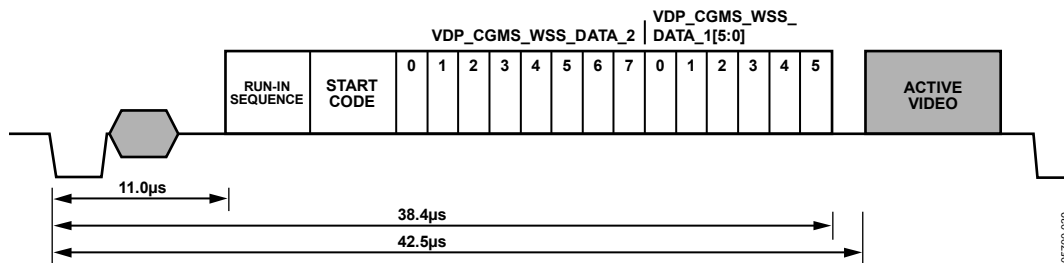 VDP_CGMS_WSS_DATA_2
VDP_CGMS_WSS_
DATA_1[5:0]
RUN-IN
SEQUENCE
START
CODE
0 1 2 3 4 5 6 7 0 1 2 3 4 5
ACTIVE
VIDEO
11.0µs
38.4µs
42.5µs